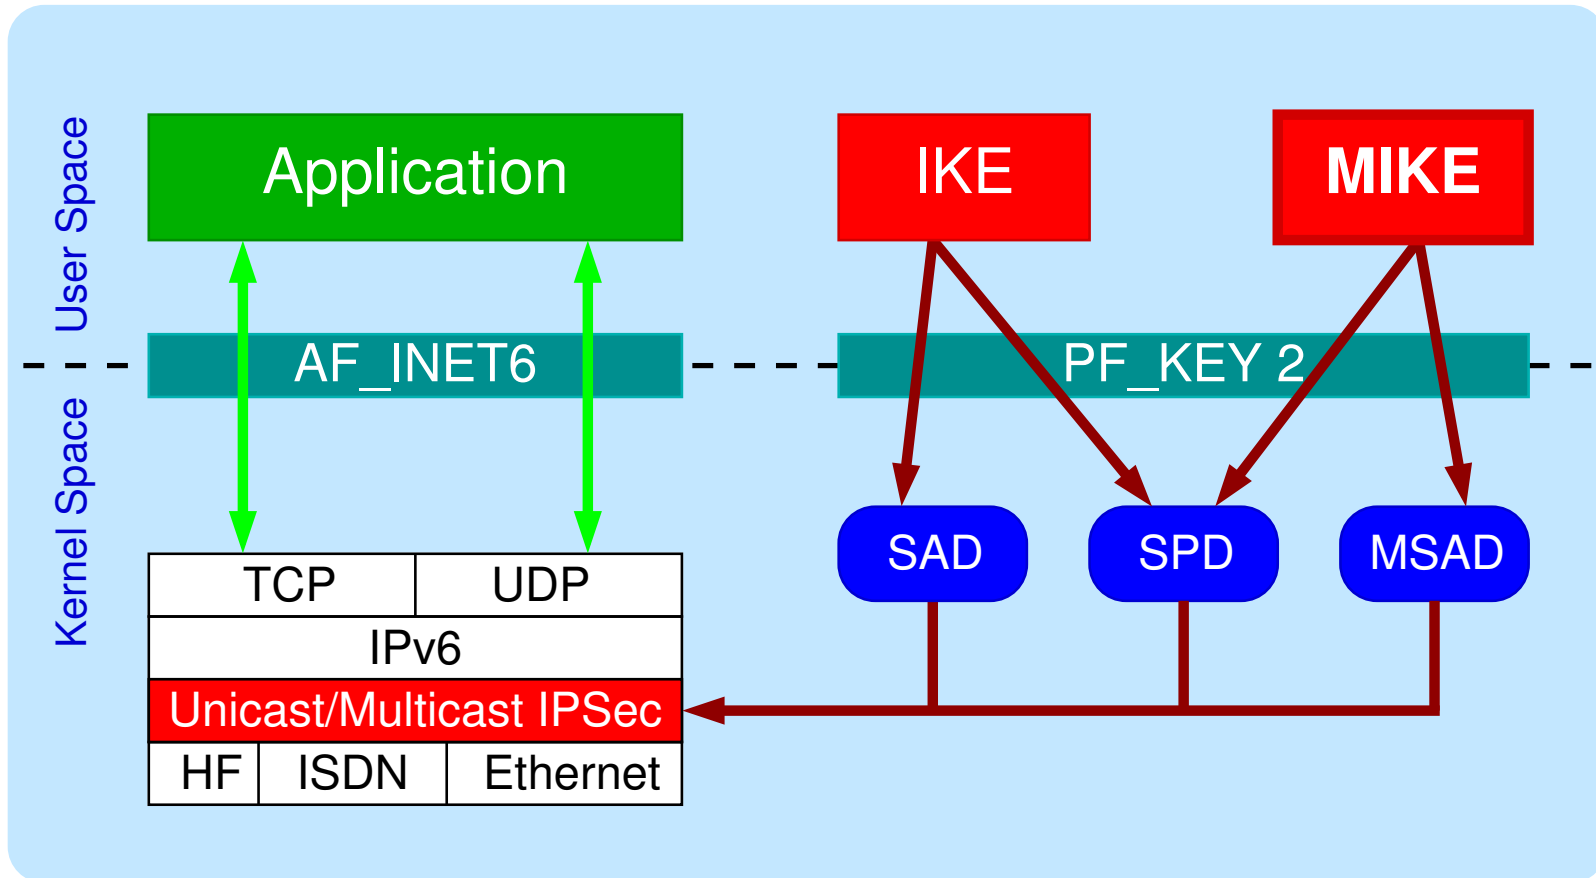 User Space
Application
IKE
MIKE
AF_INET6
PF_KEY 2
Kernel Space
SAD
SPD
MSAD
TCP
UDP
IPv6
Unicast/Multicast IPSec
HF
ISDN
Ethernet